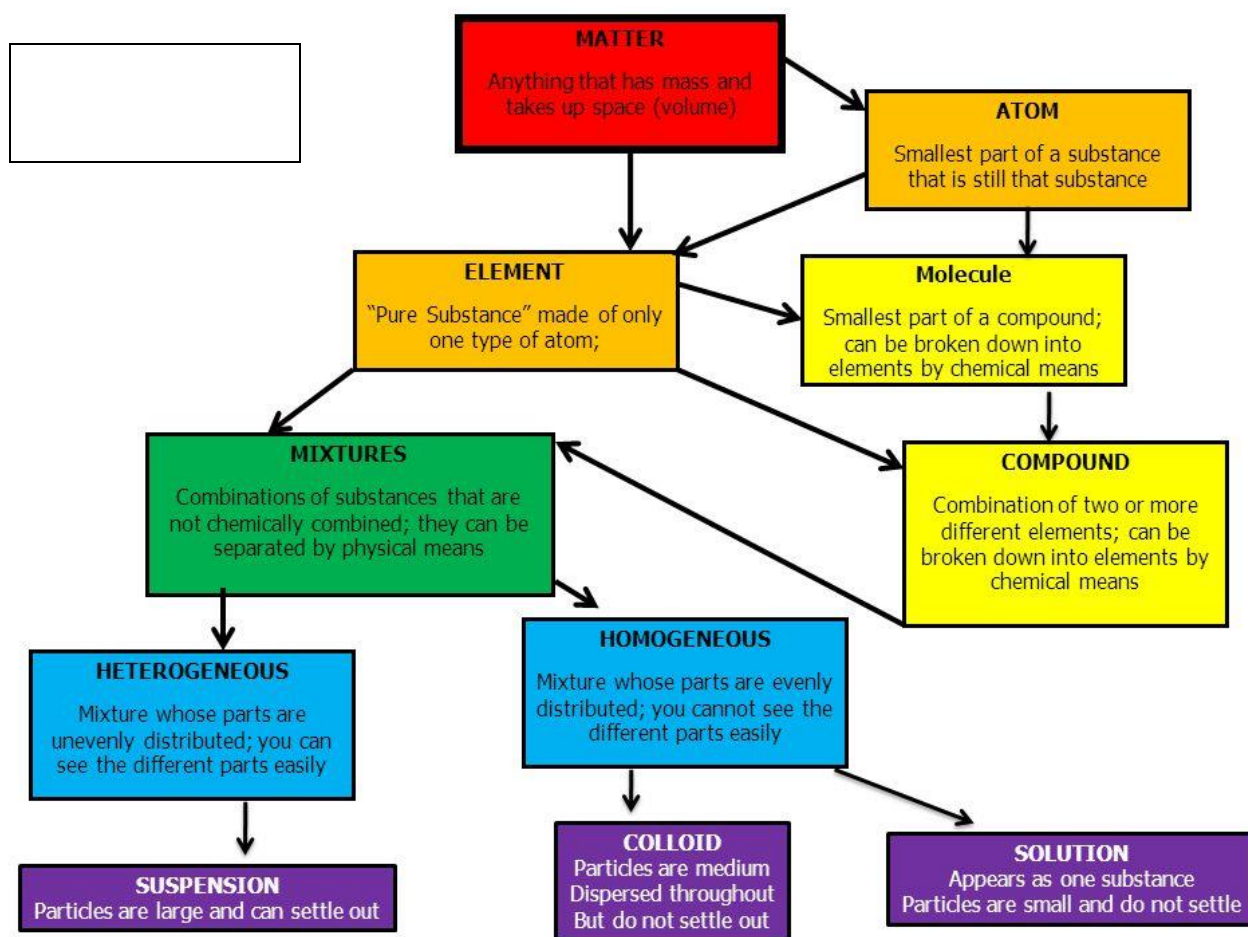 MATTER
Anything that has mass and
takes up space (volume)
ATOM
Smallest part of a substance
that is still that substance
ELEMENT
“Pure Substance” made of only
one type of atom;
Molecule
Smallest part of a compound;
can be broken down into
elements by chemical means
MIXTURES
Combinations of substances that are
not chemically combined; they can be
separated by physical means
COMPOUND
Combination of two or more
different elements; can be
broken down into elements by
chemical means
HETEROGENEOUS
Mixture whose parts are
unevenly distributed; you can
see the different parts easily
HOMOGENEOUS
Mixture whose parts are evenly
distributed; you cannot see the
different parts easily
SUSPENSION
Particles are large and can settle out
COLLOID
Particles are medium
Dispersed throughout
But do not settle out
SOLUTION
Appears as one substance
Particles are small and do not settle